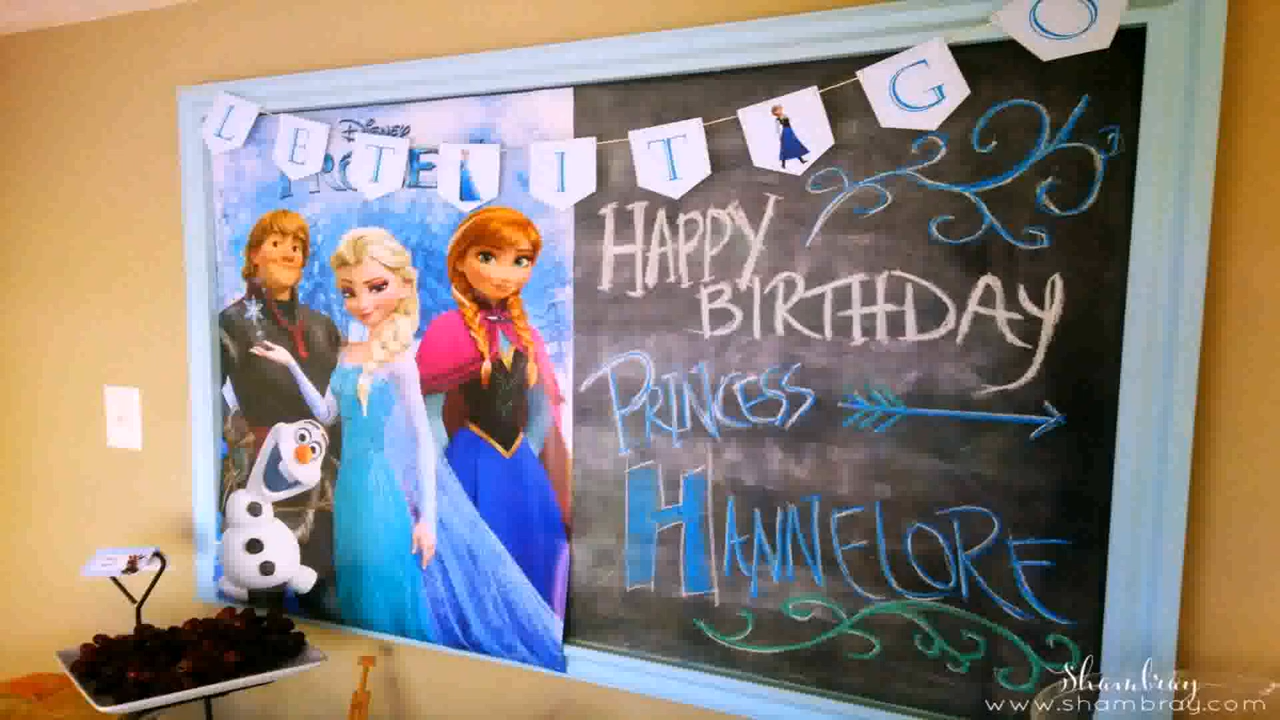 LET IT GO
DISNEY
FROZEN
HAPPY
BIRTHDAY
PRINCESS
HANNELORE
Shambray
www.shambray.com